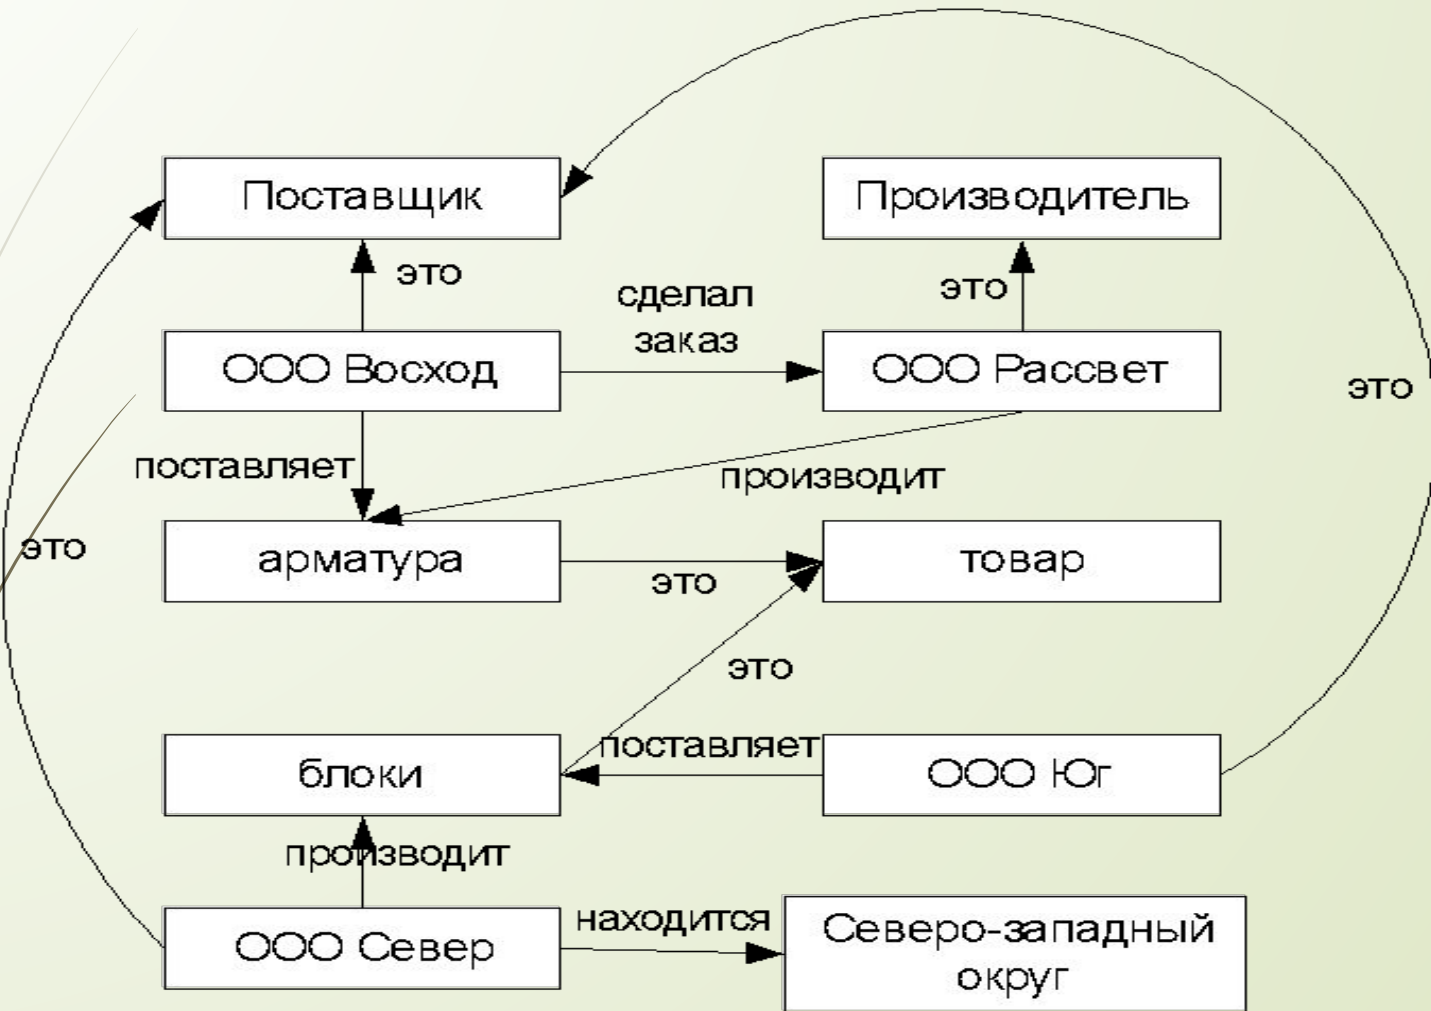 Поставщик
Производитель
это
это
сделал
заказ
ООО Восход
ООО Рассвет
это
поставляет
производит
это
арматура
это
товар
это
блоки
поставляет
ООО Юг
производит
ООО Север
находится
Северо-западный
округ